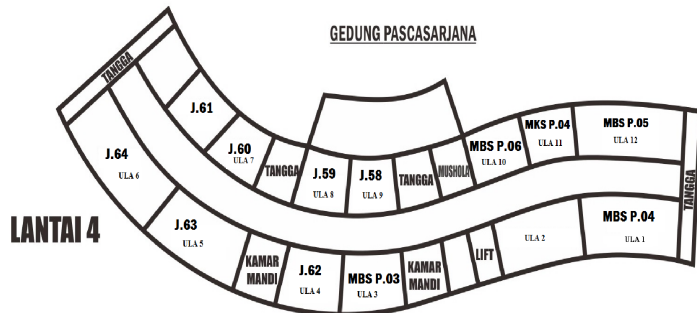 GEDUNG PASCASARJANA
TANGGA
J.61
J.60
ULA 7
TANGGA
J.59
ULA 8
J.58
ULA 9
TANGGA
MUSHOLA
MBS P.06
ULA 10
MKS P.04
ULA 11
MBS P.05
ULA 12
TANGGA
J.64
ULA 6
J.63
ULA 5
KAMAR
MANDI
J.62
ULA 4
MBS P.03
ULA 3
KAMAR
MANDI
LIFT
ULA 2
MBS P.04
ULA 1
LANTAI 4